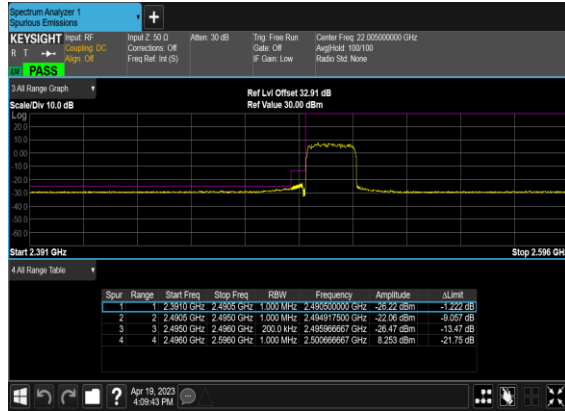 Spectrum Analyzer 1
Spurious Emissions
KEYSIGHT Input: RF Input Z: 50 Ω Atten: 30 dB Trig: Free Run Center Freq: 22.005000000 GHz
R T Coupling: DC Corrections: Off Gate: Off Avg|Hold: 100/100
Align: Off Freq Ref: Int (S) IF Gain: Low Radio Std: None
PASS
3 All Range Graph
Ref Lvl Offset 32.91 dB
Scale/Div 10.0 dB Ref Value 30.00 dBm
Log
20.0
10.0
0.00
-10.0
-20.0
-30.0
-40.0
-50.0
-60.0
Start 2.391 GHz Stop 2.596 GHz
4 All Range Table
Spur Range Start Freq Stop Freq RBW Frequency Amplitude ΔLimit
1 1 2.3910 GHz 2.4905 GHz 1.000 MHz 2.490500000 GHz -26.22 dBm -1.222 dB
2 2 2.4905 GHz 2.4950 GHz 1.000 MHz 2.494917500 GHz -22.06 dBm -9.057 dB
3 3 2.4950 GHz 2.4960 GHz 200.0 kHz 2.495966667 GHz -26.47 dBm -13.47 dB
4 4 2.4960 GHz 2.5960 GHz 1.000 MHz 2.500666667 GHz 8.253 dBm -21.75 dB
? Apr 19, 2023
4:09:43 PM